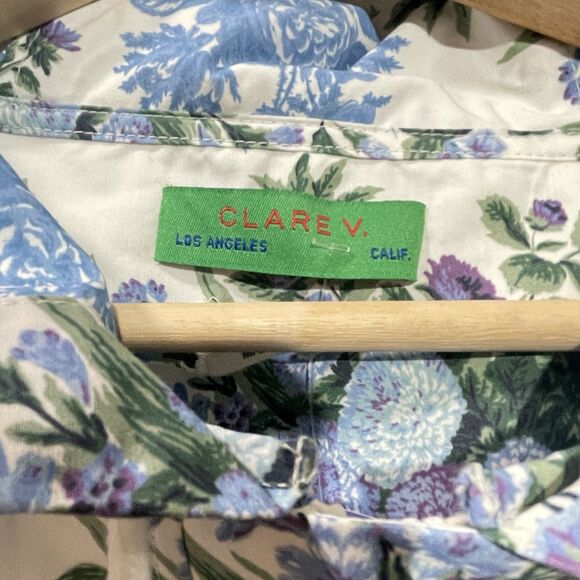 CLARE V.
LOS ANGELES CALIF.